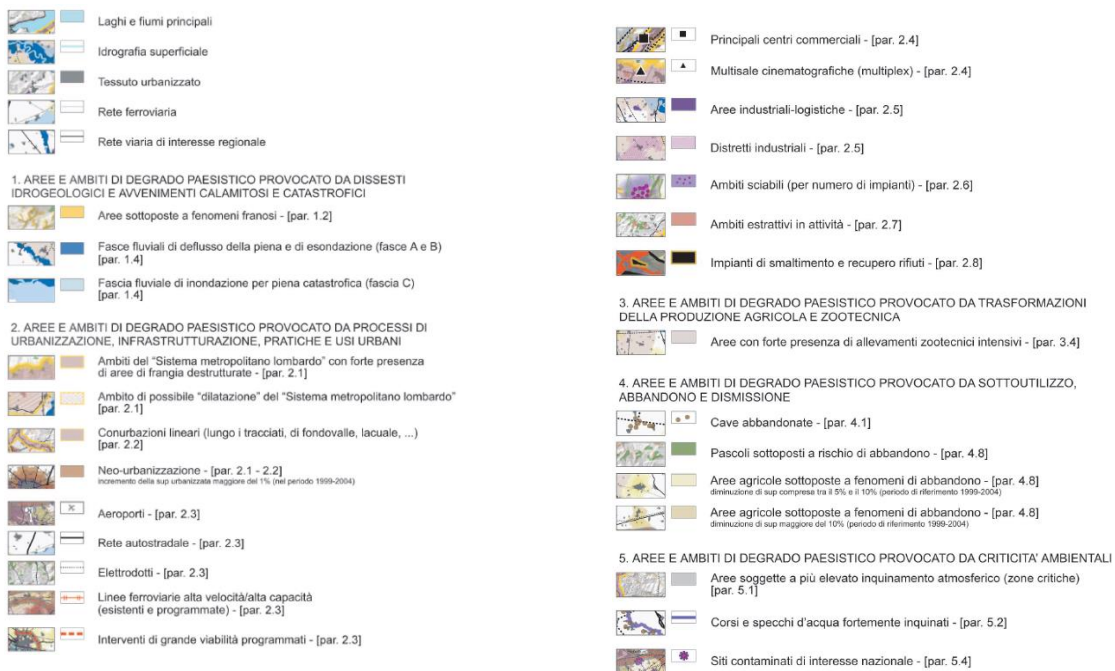 Laghi e fiumi principali
Idrografia superficiale
Tessuto urbanizzato
Rete ferroviaria
Rete viaria di interesse regionale
1. AREE E AMBITI DI DEGRADO PAESISTICO PROVOCATO DA DISSESTI
IDROGEOLOGICI E AVVENIMENTI CALAMITOSI E CATASTROFICI
Aree sottoposte a fenomeni franosi - [par. 1.2]
Fasce fluviali di deflusso della piena e di esondazione (fasce A e B)
[par. 1.4]
Fascia fluviale di inondazione per piena catastrofica (fascia C)
[par. 1.4]
2. AREE E AMBITI DI DEGRADO PAESISTICO PROVOCATO DA PROCESSI DI
URBANIZZAZIONE, INFRASTRUTTURAZIONE, PRATICHE E USI URBANI
Ambiti del "Sistema metropolitano lombardo" con forte presenza
di aree di frangia destrutturate - [par. 2.1]
Ambito di possibile "dilatazione" del "Sistema metropolitano lombardo"
[par. 2.1]
Conurbazioni lineari (lungo i tracciati, di fondovalle, lacuale, ...)
[par. 2.2]
Neo-urbanizzazione - [par. 2.1 - 2.2]
incremento della sup urbanizzata maggiore del 1% (nel periodo 1999-2004)
Aeroporti - [par. 2.3]
Rete autostradale - [par. 2.3]
Elettrodotti - [par. 2.3]
Linee ferroviarie alta velocità/alta capacità
(esistenti e programmate) - [par. 2.3]
Interventi di grande viabilità programmati - [par. 2.3]
Principali centri commerciali - [par. 2.4]
Multisale cinematografiche (multiplex) - [par. 2.4]
Aree industriali-logistiche - [par. 2.5]
Distretti industriali - [par. 2.5]
Ambiti sciabili (per numero di impianti) - [par. 2.6]
Ambiti estrattivi in attività - [par. 2.7]
Impianti di smaltimento e recupero rifiuti - [par. 2.8]
3. AREE E AMBITI DI DEGRADO PAESISTICO PROVOCATO DA TRASFORMAZIONI
DELLA PRODUZIONE AGRICOLA E ZOOTECNICA
Aree con forte presenza di allevamenti zootecnici intensivi - [par. 3.4]
4. AREE E AMBITI DI DEGRADO PAESISTICO PROVOCATO DA SOTTOUTILIZZO,
ABBANDONO E DISMISSIONE
Cave abbandonate - [par. 4.1]
Pascoli sottoposti a rischio di abbandono - [par. 4.8]
Aree agricole sottoposte a fenomeni di abbandono - [par. 4.8]
diminuzione di sup compresa tra il 5% e il 10% (periodo di riferimento 1999-2004)
Aree agricole sottoposte a fenomeni di abbandono - [par. 4.8]
diminuzione di sup maggiore del 10% (periodo di riferimento 1999-2004)
5. AREE E AMBITI DI DEGRADO PAESISTICO PROVOCATO DA CRITICITA' AMBIENTALI
Aree soggette a più elevato inquinamento atmosferico (zone critiche)
[par. 5.1]
Corsi e specchi d'acqua fortemente inquinati - [par. 5.2]
Siti contaminati di interesse nazionale - [par. 5.4]